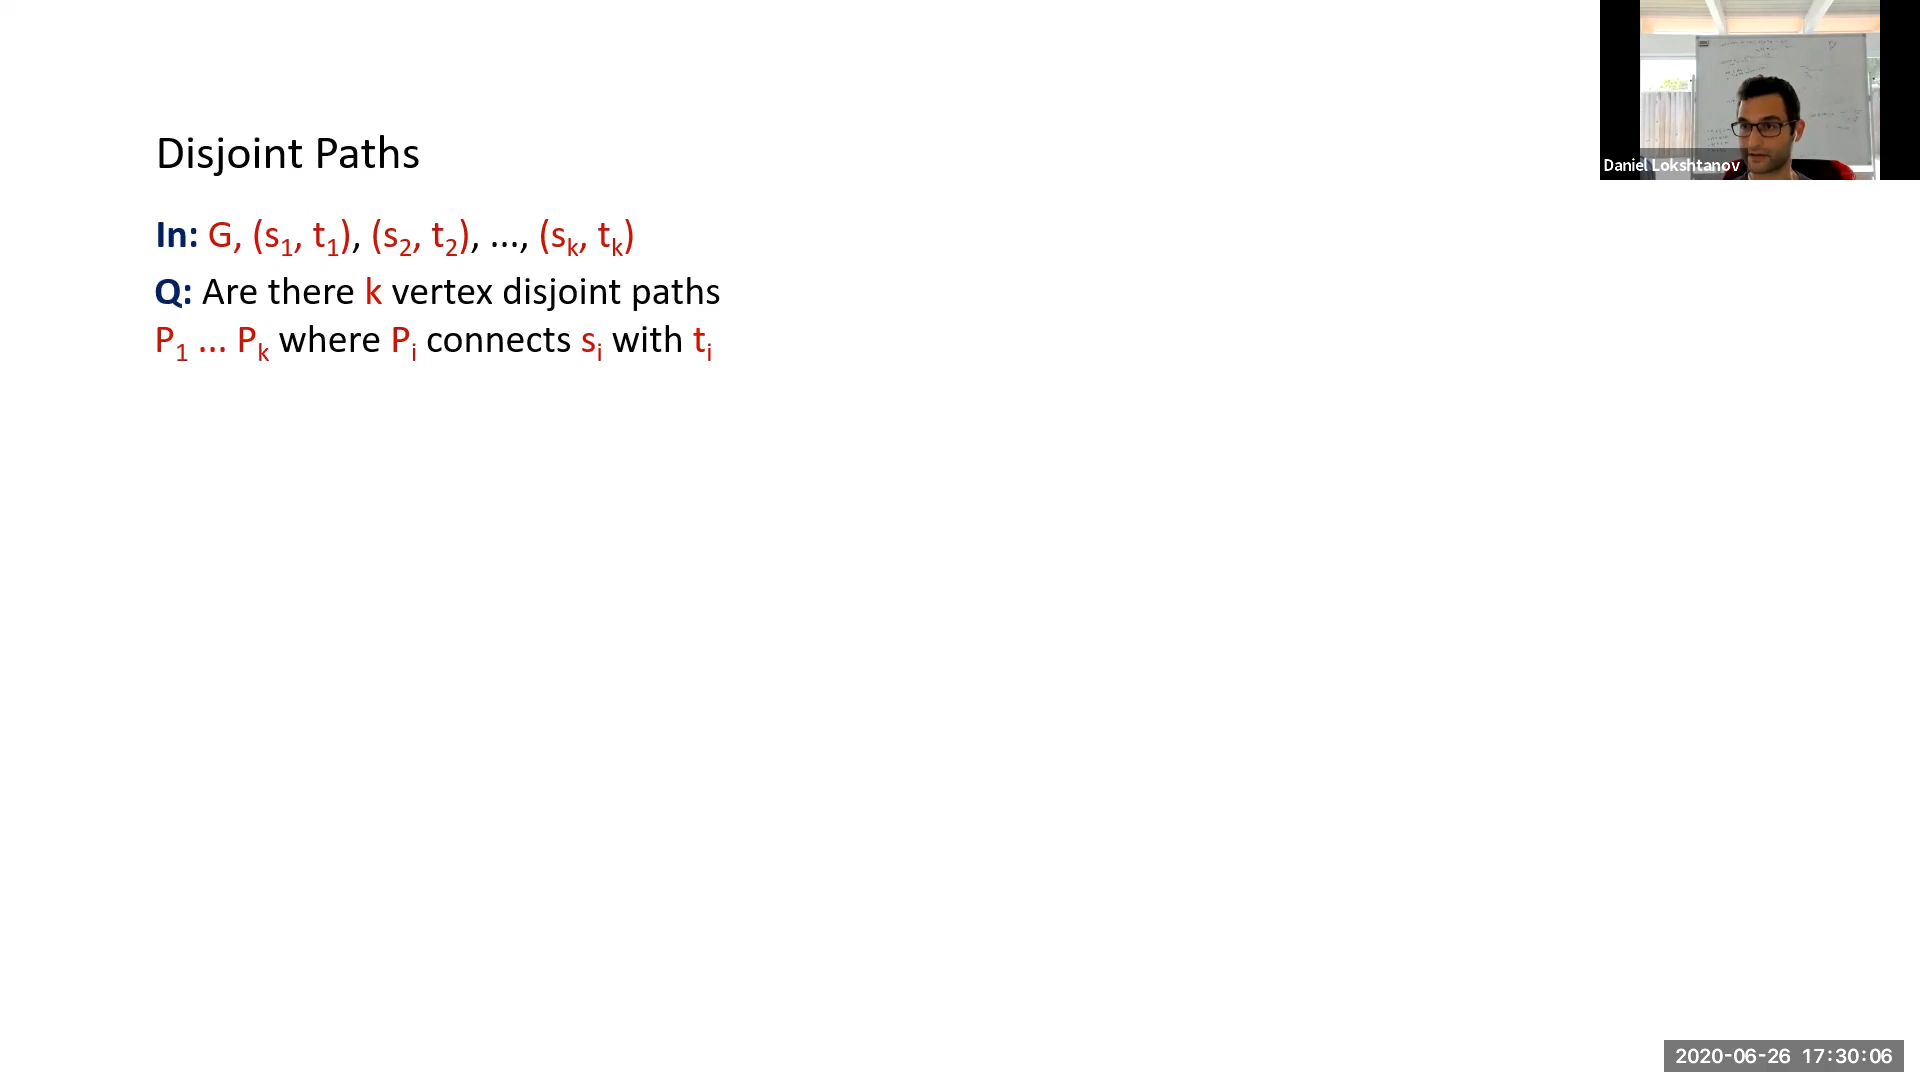 Disjoint Paths
In: G, (s1, t1), (s2, t2), ..., (sk, tk)
Q: Are there k vertex disjoint paths
P1 ... Pk where Pi connects si with ti
Daniel Lokshtanov
2020-06-26 17:30:06